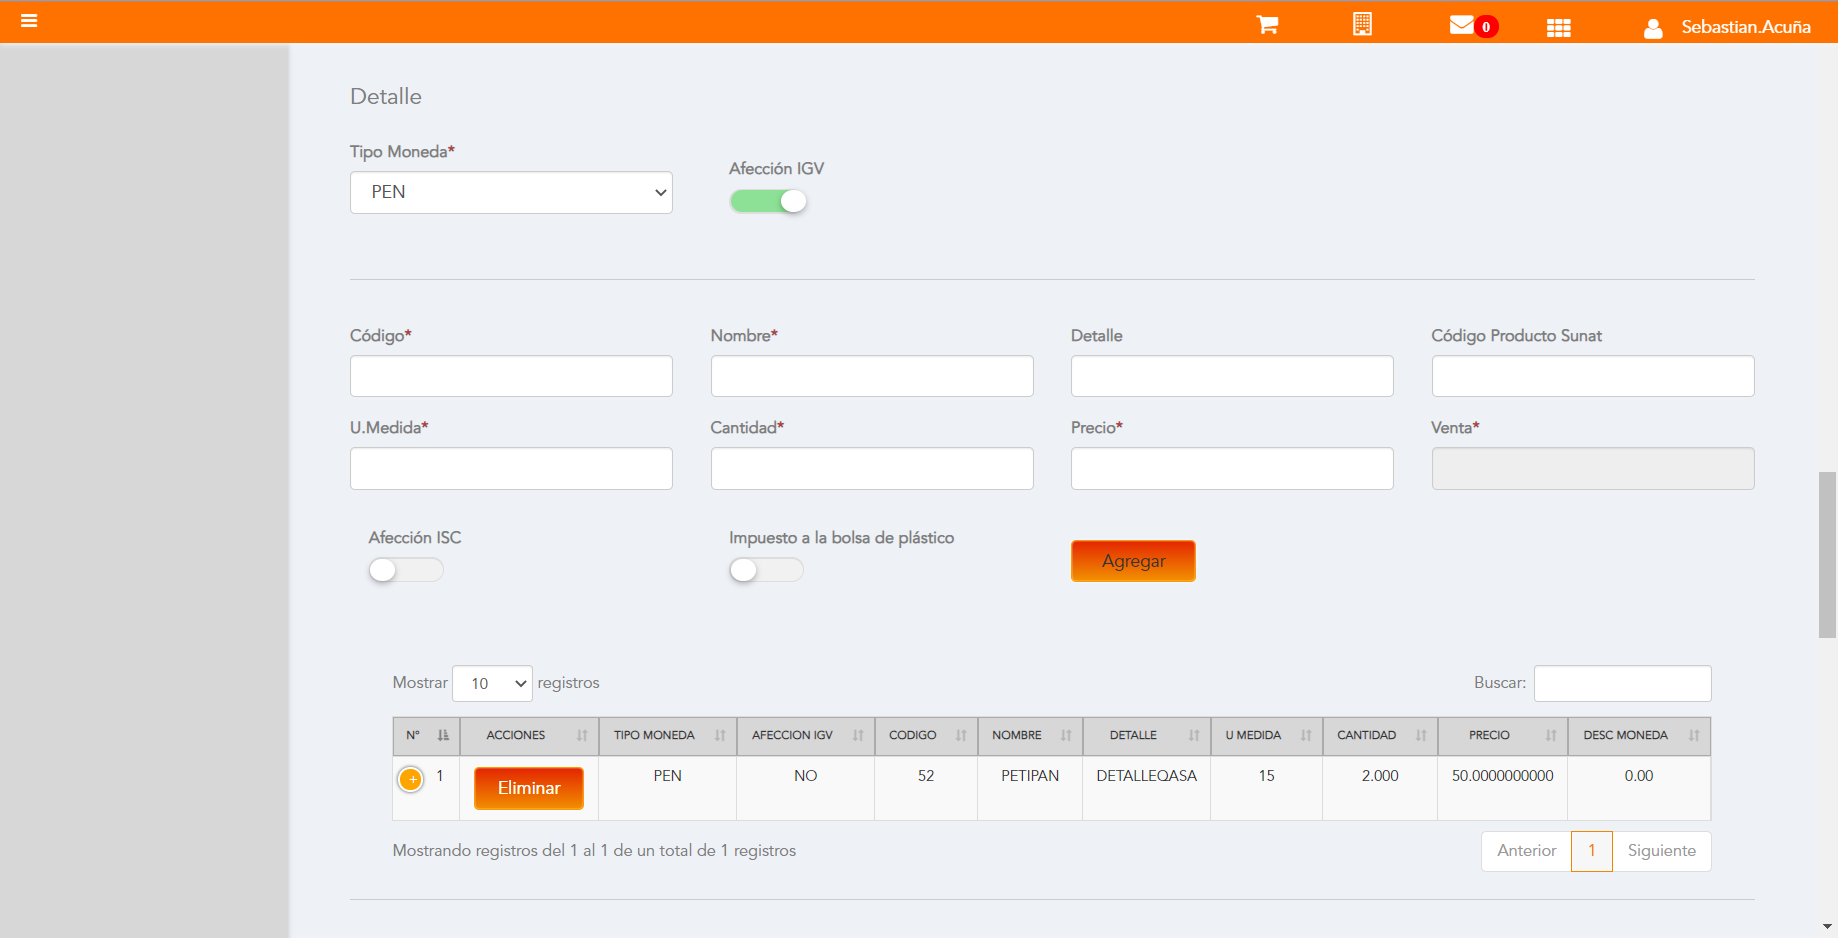 0
Sebastian.Acuña
Detalle
Tipo Moneda*
Afección IGV
PEN
Código*
Nombre*
Detalle
Código Producto Sunat
U.Medida*
Cantidad*
Precio*
Venta*
Afección ISC
Impuesto a la bolsa de plástico
Agregar
Mostrar 10 registros
Buscar:
N° ACCIONES TIPO MONEDA AFECCION IGV CODIGO NOMBRE DETALLE U MEDIDA CANTIDAD PRECIO DESC MONEDA
1 Eliminar PEN NO 52 PETIPAN DETALLEQASA 15 2.000 50.0000000000 0.00
Mostrando registros del 1 al 1 de un total de 1 registros
Anterior 1 Siguiente